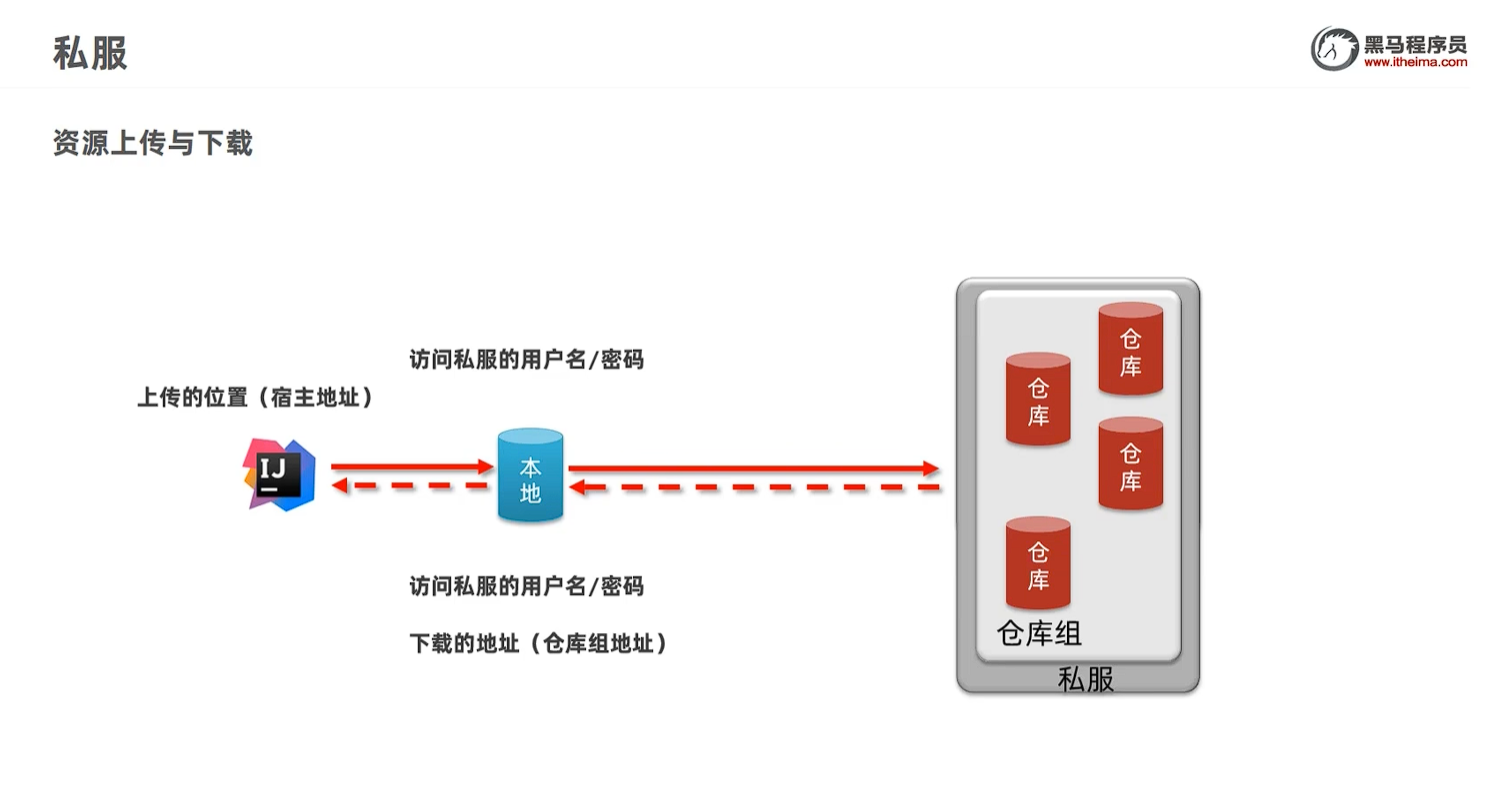 私服
黑马程序员
www.itheima.com
资源上传与下载
访问私服的用户名/密码
上传的位置（宿主地址）
IJ
本
地
仓
库
仓
库
仓
库
仓
库
仓库组
私服
访问私服的用户名/密码
下载的地址（仓库组地址）